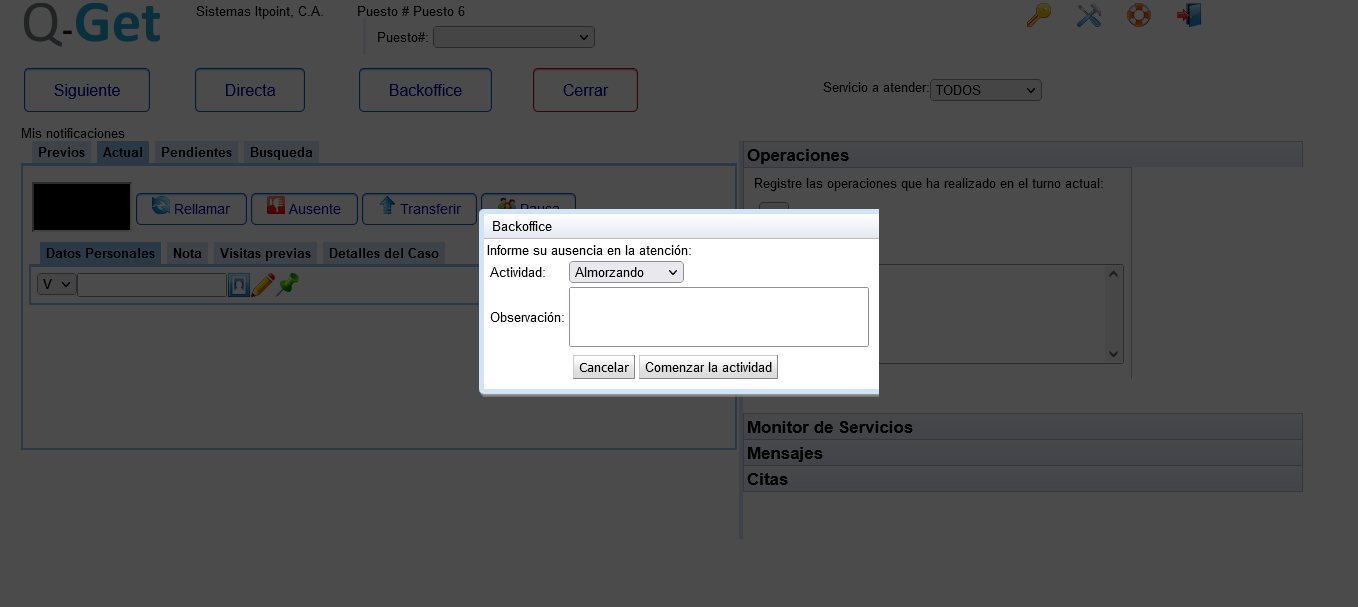 Q-Get
Sistemas Itpoint, C.A.
Puesto # Puesto 6
Puesto#:
Siguiente
Directa
Backoffice
Cerrar
Servicio a atender:
TODOS
Mis notificaciones
Previos
Actual
Pendientes
Busqueda
Rellamar
Ausente
Transferir
Pausa
Datos Personales
Nota
Visitas previas
Detalles del Caso
V
Operaciones
Registre las operaciones que ha realizado en el turno actual:
Backoffice
Informe su ausencia en la atención:
Actividad:
Almorzando
Observación:
Cancelar
Comenzar la actividad
Monitor de Servicios
Mensajes
Citas